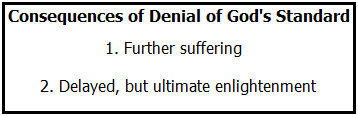 Consequences of Denial of God's Standard
1. Further suffering
2. Delayed, but ultimate enlightenment